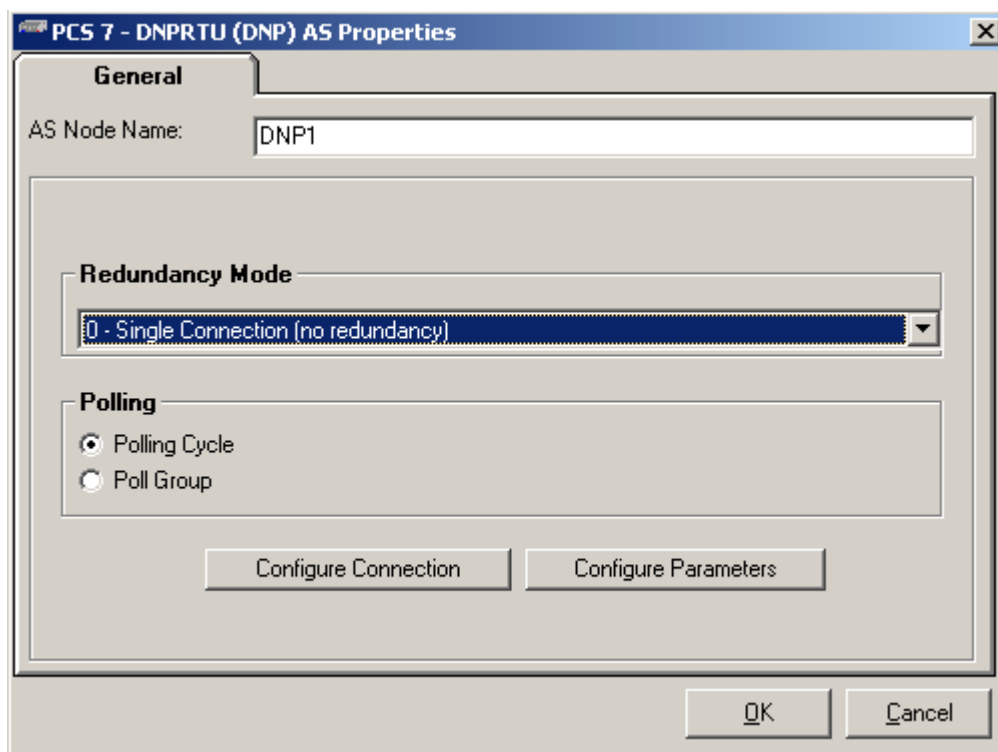 PCS 7 - DNPRTU (DNP) AS Properties
General
AS Node Name: DNP1
Redundancy Mode
0 - Single Connection (no redundancy)
Polling
Polling Cycle
Poll Group
Configure Connection Configure Parameters
OK Cancel